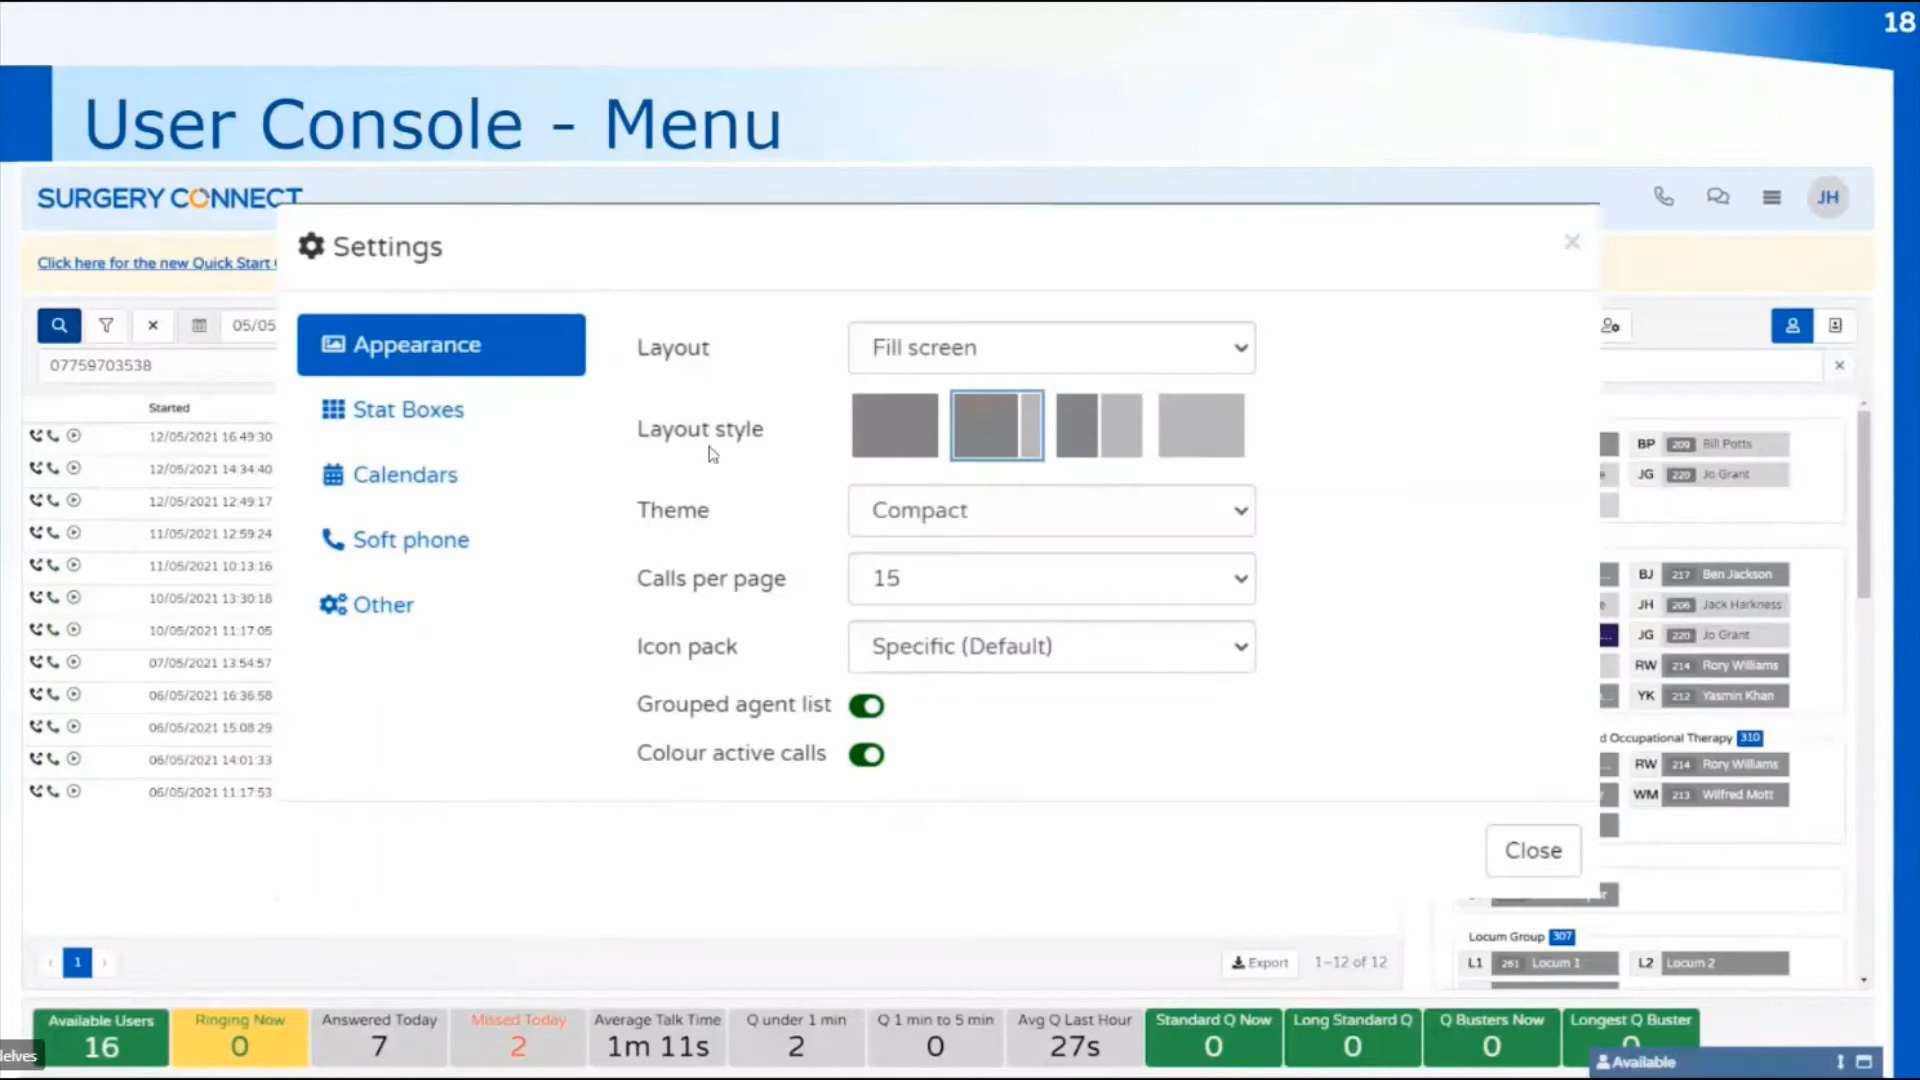 18
User Console - Menu
SURGERY CONNECT
JH
Click here for the new Quick Start
Settings
05/05
07759703538
Started
12/05/2021 16:49:30
12/05/2021 14:34:40
12/05/2021 12:49:17
11/05/2021 12:59:24
11/05/2021 10:13:16
10/05/2021 13:30:18
10/05/2021 11:17:05
07/05/2021 13:54:57
06/05/2021 16:36:58
06/05/2021 15:08:29
06/05/2021 14:01:33
06/05/2021 11:17:53
Appearance
Stat Boxes
Calendars
Soft phone
Other
Layout Fill screen
Layout style
Theme Compact
Calls per page 15
Icon pack Specific (Default)
Grouped agent list
Colour active calls
Close
BP 209 Bill Potts
JG 220 Jo Grant
BJ 217 Ben Jackson
JH 206 Jack Harkness
JG 220 Jo Grant
RW 214 Rory Williams
YK 212 Yasmin Khan
d Occupational Therapy 310
RW 214 Rory Williams
WM 213 Wilfred Mott
Locum Group 307
L1 261 Locum 1 L2 Locum 2
1
Export 1-12 of 12
Available Users 16
Ringing Now 0
Answered Today 7
Missed Today 2
Average Talk Time 1m 11s
Q under 1 min 2
Q 1 min to 5 min 0
Avg Q Last Hour 27s
Standard Q Now 0
Long Standard Q 0
Q Busters Now 0
Longest Q Buster 0
delves
Available